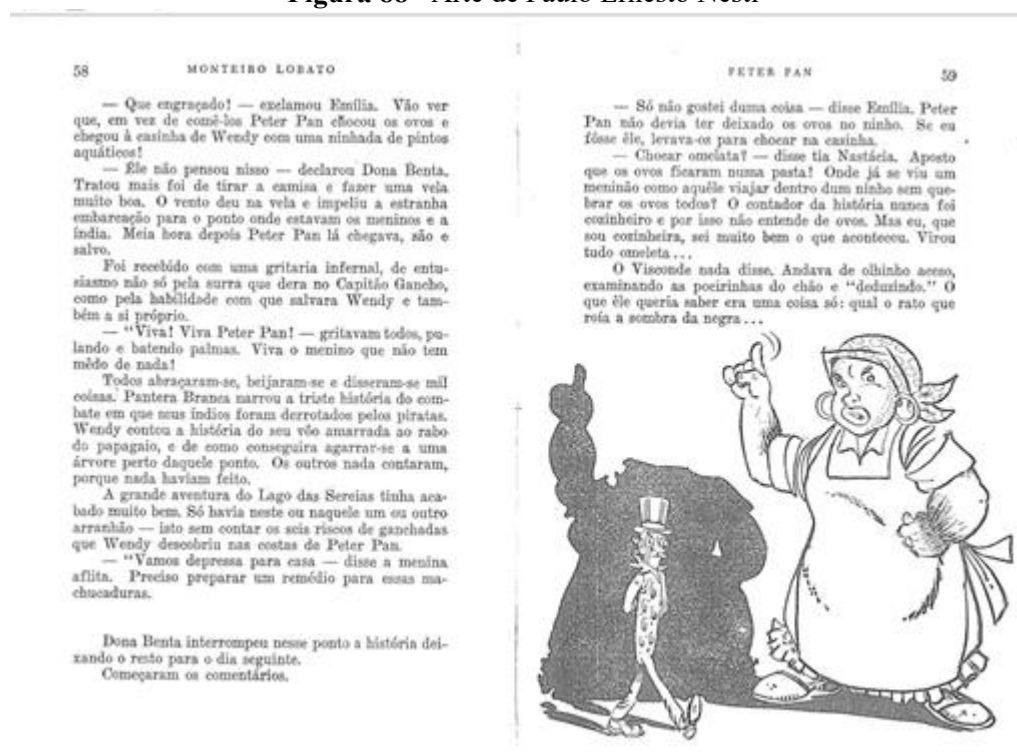 Figura 68 - Arte de Paulo Ernesto Nesti
58 MONTEIRO LOBATO
— Que engraçado! — exclamou Emília. Vão ver
que, em vez de comê-los Peter Pan chocou os ovos e
chegou à casinha de Wendy com uma ninhada de pintos
aquáticos!
— Êle não pensou nisso — declarou Dona Benta.
Tratou mais foi de tirar a camisa e fazer uma vela
muito boa. O vento deu na vela e impeliu a estranha
embarcação para o ponto onde estavam os meninos e a
índia. Meia hora depois Peter Pan lá chegava, são e
salvo.
Foi recebido com uma gritaria infernal, de entu-
siasmo não só pela surra que dera no Capitão Gancho,
como pela habilidade com que salvara Wendy e tam-
bém a si próprio.
— "Viva! Viva Peter Pan! — gritavam todos, pu-
lando e batendo palmas. Viva o menino que não tem
mêdo de nada!
Todos abraçaram-se, beijaram-se e disseram-se mil
coisas. Pantera Branca narrou a triste história do com-
bate em que seus índios foram derrotados pelos piratas.
Wendy contou a história do seu vôo amarrada ao rabo
do papagaio, e de como conseguira agarrar-se a uma
árvore perto daquele ponto. Os outros nada contaram,
porque nada haviam feito.
A grande aventura do Lago das Sereias tinha aca-
bado muito bem. Só havia neste ou naquele um ou outro
arranhão — isto sem contar os seis riscos de ganchadas
que Wendy descobriu nas costas de Peter Pan.
— "Vamos depressa para casa — disse a menina
aflita. Preciso preparar um remédio para essas ma-
chucaduras.
Dona Benta interrompeu nesse ponto a história dei-
xando o resto para o dia seguinte.
Começaram os comentários.
PETER PAN 59
— Só não gostei duma coisa — disse Emília. Peter
Pan não devia ter deixado os ovos no ninho. Se eu
fôsse êle, levava-os para chocar na casinha.
— Chocar omeleta? — disse tia Nastácia. Aposto
que os ovos ficaram numa pasta! Onde já se viu um
meninão como aquêle viajar dentro dum ninho sem que-
brar os ovos todos? O contador da história nunca foi
cozinheiro e por isso não entende de ovos. Mas eu, que
sou cozinheira, sei muito bem o que aconteceu. Virou
tudo omeleta...
O Visconde nada disse. Andava de olhinho aceso,
examinando as poeirinhas do chão e "deduzindo." O
que êle queria saber era uma coisa só: qual o rato que
roía a sombra da negra...